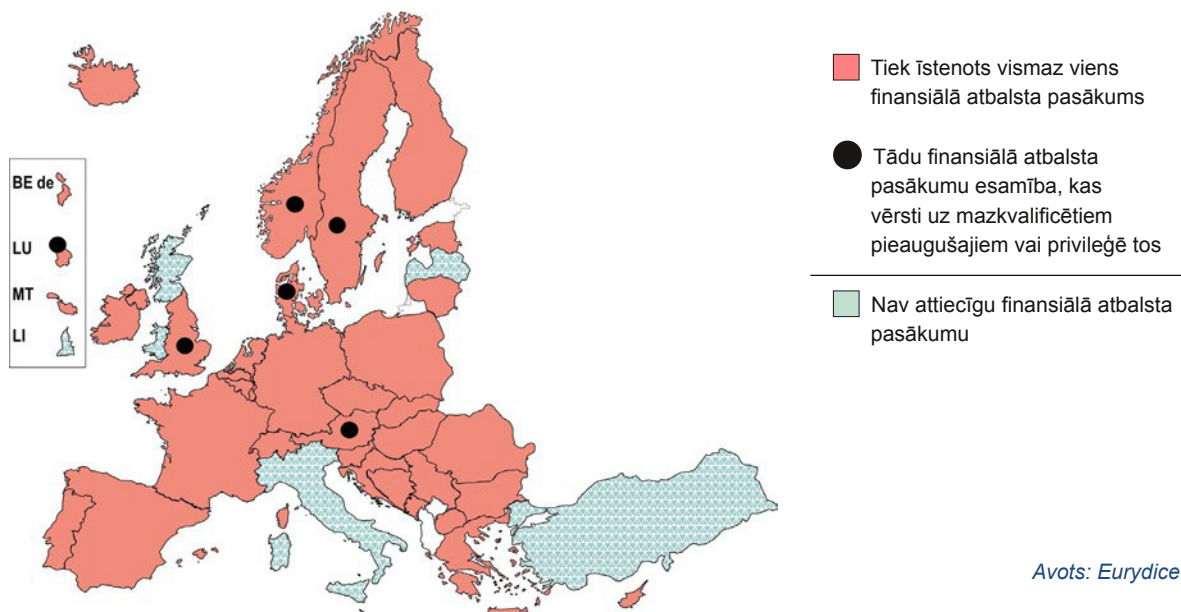 BE de
LU
MT
LI
Tiek īstenots vismaz viens
finansiālā atbalsta pasākums
Tādu finansiālā atbalsta
pasākumu esamība, kas
vērsti uz mazkvalificētiem
pieaugušajiem vai privileģē tos
Nav attiecīgu finansiālā atbalsta
pasākumu
Avots: Eurydice